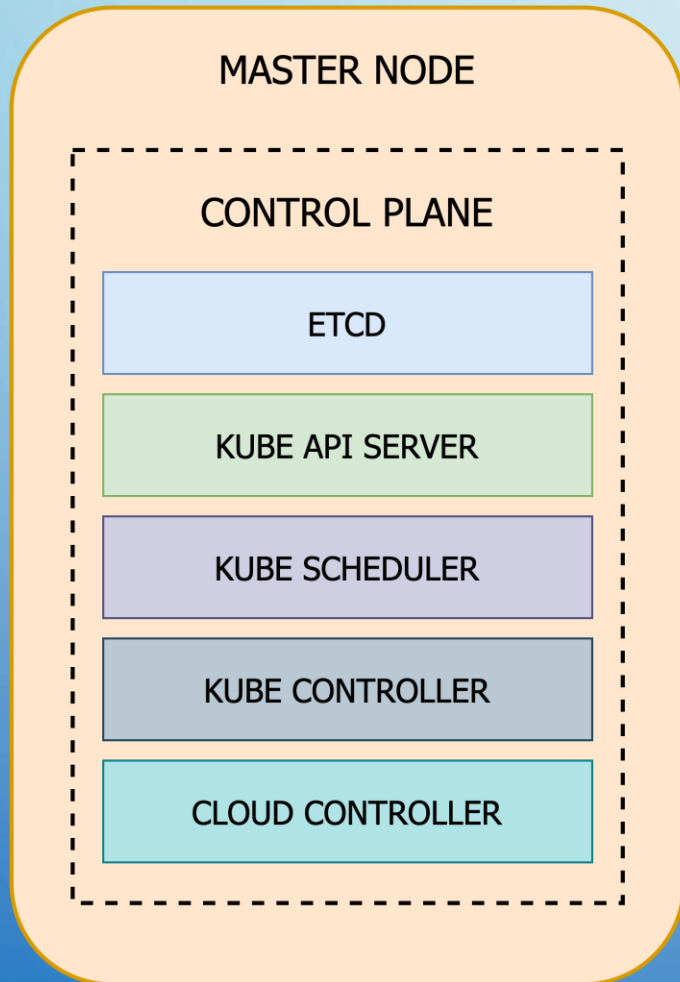 MASTER NODE
CONTROL PLANE
ETCD
KUBE API SERVER
KUBE SCHEDULER
KUBE CONTROLLER
CLOUD CONTROLLER